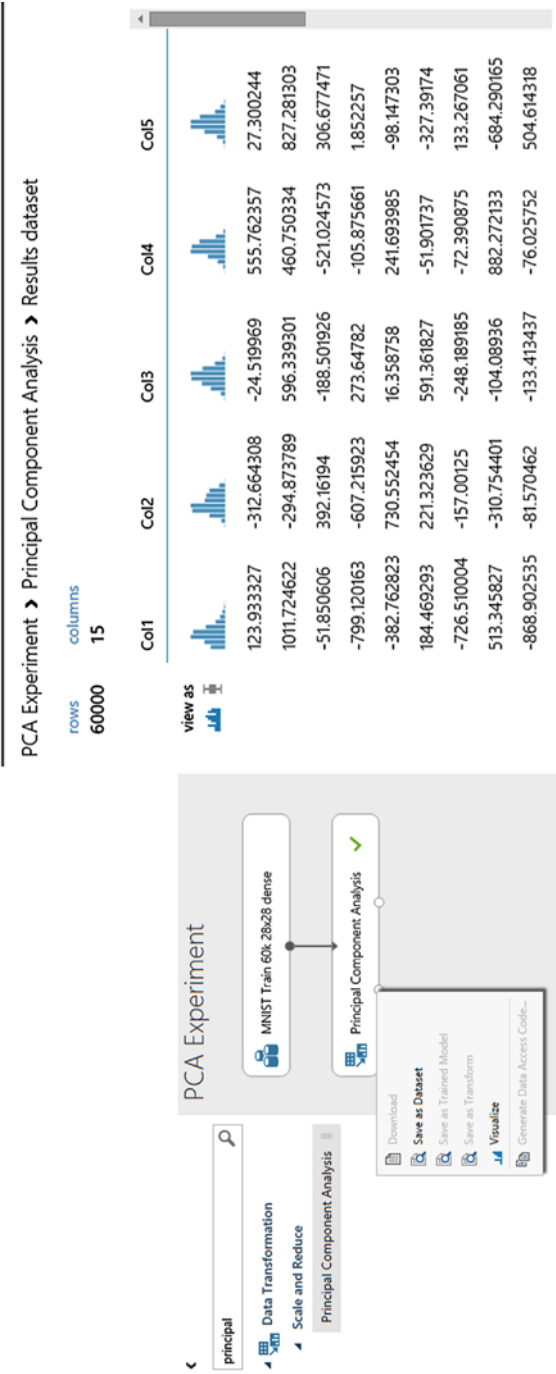 principal
Data Transformation
Scale and Reduce
Principal Component Analysis
PCA Experiment
MNIST Train 60k 28x28 dense
Principal Component Analysis
Download
Save as Dataset
Save as Trained Model
Save as Transform
Visualize
Generate Data Access Code...
PCA Experiment ❯ Principal Component Analysis ❯ Results dataset
rows columns
60000 15
Col1 Col2 Col3 Col4 Col5
view as
123.933327 -312.664308 -24.519969 555.762357 27.300244
1011.724622 -294.873789 596.339301 460.750334 827.281303
-51.850606 392.16194 -188.501926 -521.024573 306.677471
-799.120163 -607.215923 273.64782 -105.875661 1.852257
-382.762823 730.552454 16.358758 241.693985 -98.147303
184.469293 221.323629 591.361827 -51.901737 -327.39174
-726.510004 -157.00125 -248.189185 -72.390875 133.267061
513.345827 -310.754401 -104.08936 882.272133 -684.290165
-868.902535 -81.570462 -133.413437 -76.025752 504.614318